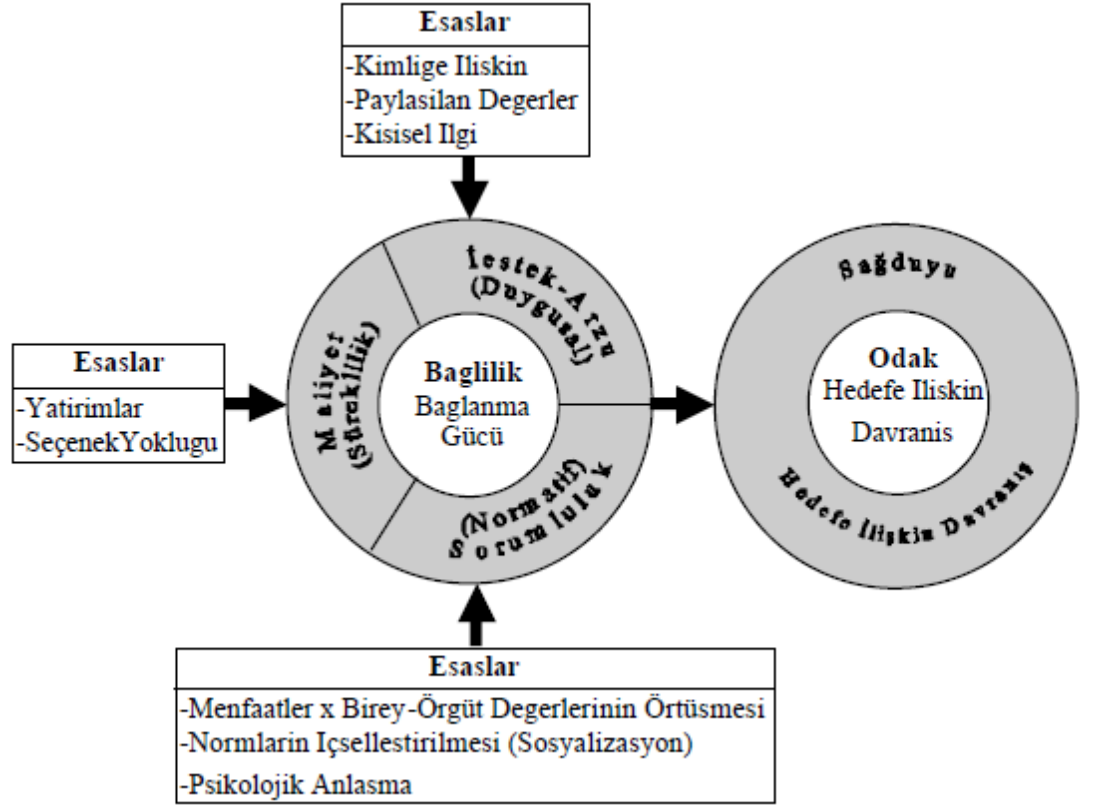 Esaslar
-Kimlige Iliskin
-Paylasilan Degerler
-Kisisel Ilgi
İestek-Arzu
(Duygusal)
Maliyet
(Süreklilik)
Esaslar
-Yatirimlar
-SeçenekYoklugu
Baglilik
Baglanma
Gücü
(Normatif)
Sorumluluk
Sağduyu
Odak
Hedefe Iliskin
Davranis
Hedefe İlişkin Davranış
Esaslar
-Menfaatler x Birey-Örgüt Degerlerinin Örtüsmesi
-Normlarin Içsellestirilmesi (Sosyalizasyon)
-Psikolojik Anlasma